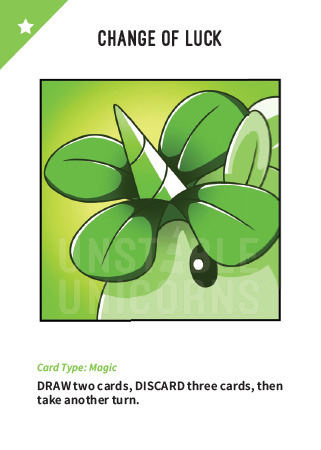 CHANGE OF LUCK
UNSTABLE
UNICORNS
Card Type: Magic
DRAW two cards, DISCARD three cards, then
take another turn.